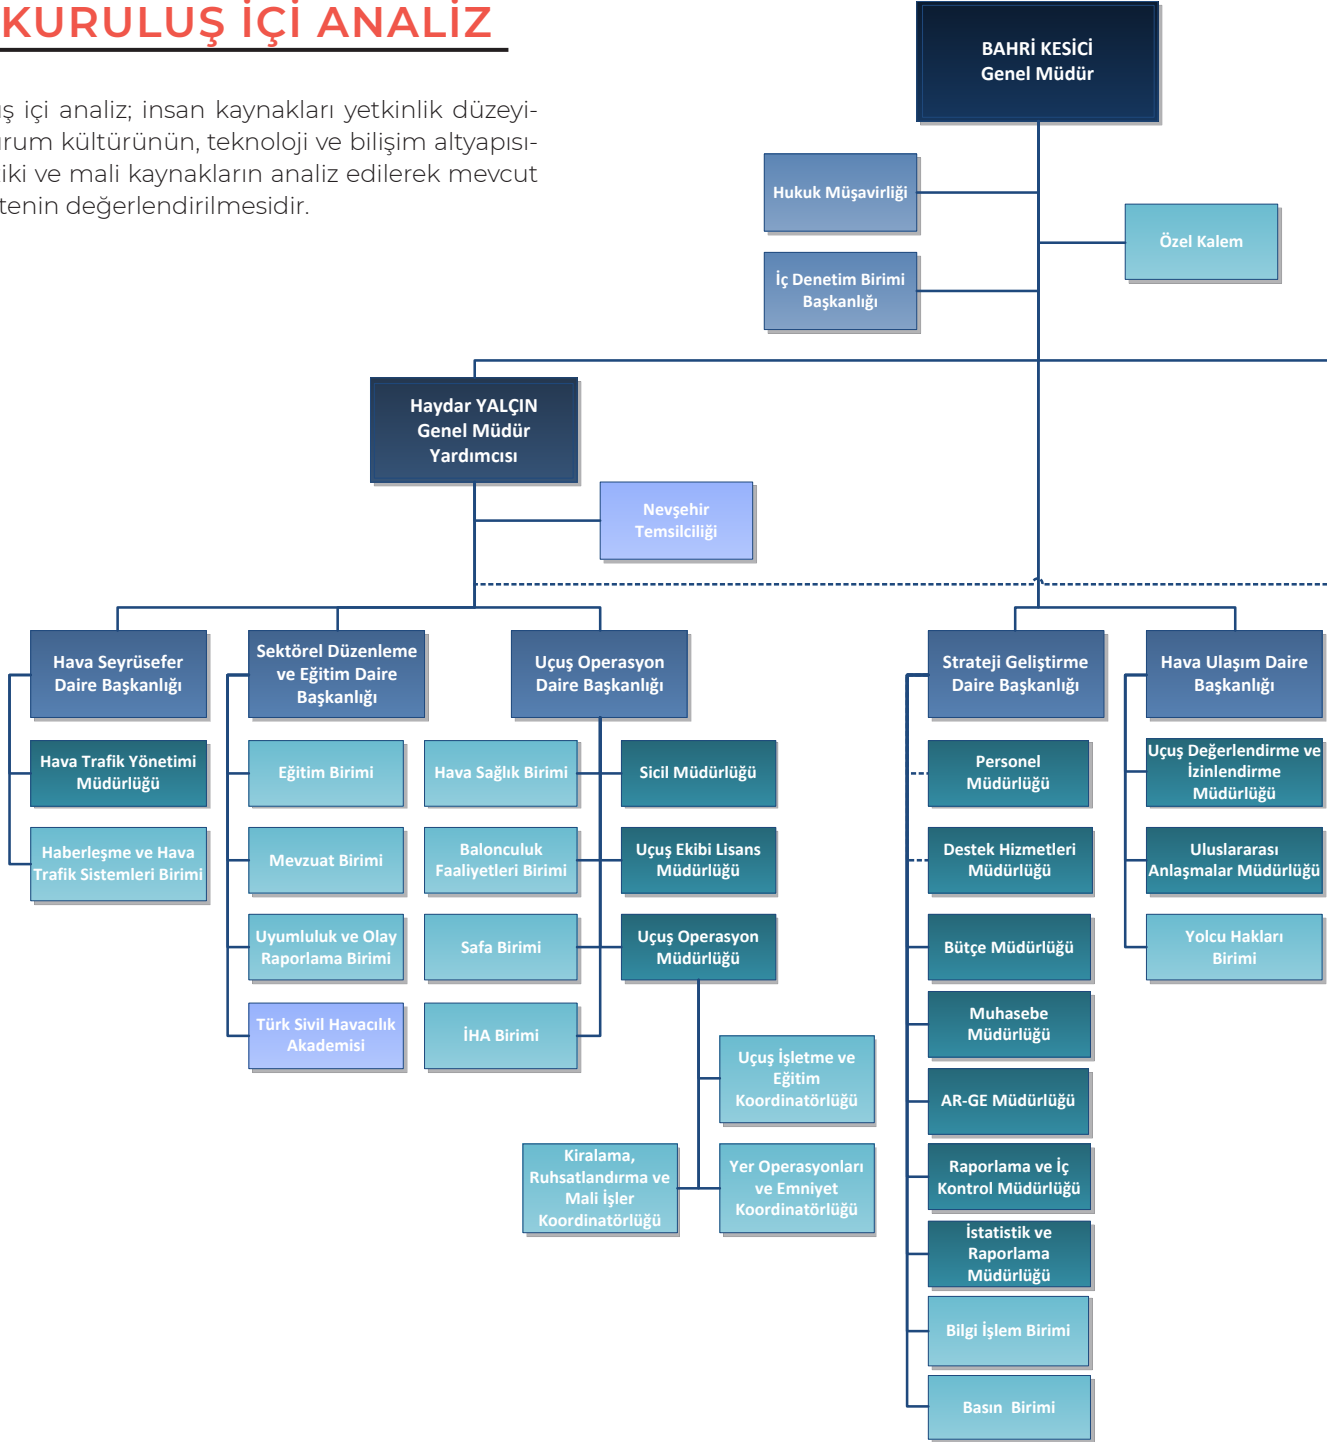 KURULUŞ İÇİ ANALİZ
ş içi analiz; insan kaynakları yetkinlik düzeyi-
rum kültürünün, teknoloji ve bilişim altyapısı-
iki ve mali kaynakların analiz edilerek mevcut
tenin değerlendirilmesidir.
BAHRİ KESİCİ
Genel Müdür
Hukuk Müşavirliği
Özel Kalem
İç Denetim Birimi
Başkanlığı
Haydar YALÇIN
Genel Müdür
Yardımcısı
Nevşehir
Temsilciliği
Hava Seyrüsefer
Daire Başkanlığı
Hava Trafik Yönetimi
Müdürlüğü
Haberleşme ve Hava
Trafik Sistemleri Birimi
Sektörel Düzenleme
ve Eğitim Daire
Başkanlığı
Eğitim Birimi
Mevzuat Birimi
Uyumluluk ve Olay
Raporlama Birimi
Türk Sivil Havacılık
Akademisi
Uçuş Operasyon
Daire Başkanlığı
Hava Sağlık Birimi
Balonculuk
Faaliyetleri Birimi
Safa Birimi
İHA Birimi
Sicil Müdürlüğü
Uçuş Ekibi Lisans
Müdürlüğü
Uçuş Operasyon
Müdürlüğü
Uçuş İşletme ve
Eğitim
Koordinatörlüğü
Kiralama,
Ruhsatlandırma ve
Mali İşler
Koordinatörlüğü
Yer Operasyonları
ve Emniyet
Koordinatörlüğü
Strateji Geliştirme
Daire Başkanlığı
Personel
Müdürlüğü
Destek Hizmetleri
Müdürlüğü
Bütçe Müdürlüğü
Muhasebe
Müdürlüğü
AR-GE Müdürlüğü
Raporlama ve İç
Kontrol Müdürlüğü
İstatistik ve
Raporlama
Müdürlüğü
Bilgi İşlem Birimi
Basın Birimi
Hava Ulaşım Daire
Başkanlığı
Uçuş Değerlendirme ve
İzinlendirme
Müdürlüğü
Uluslararası
Anlaşmalar Müdürlüğü
Yolcu Hakları
Birimi